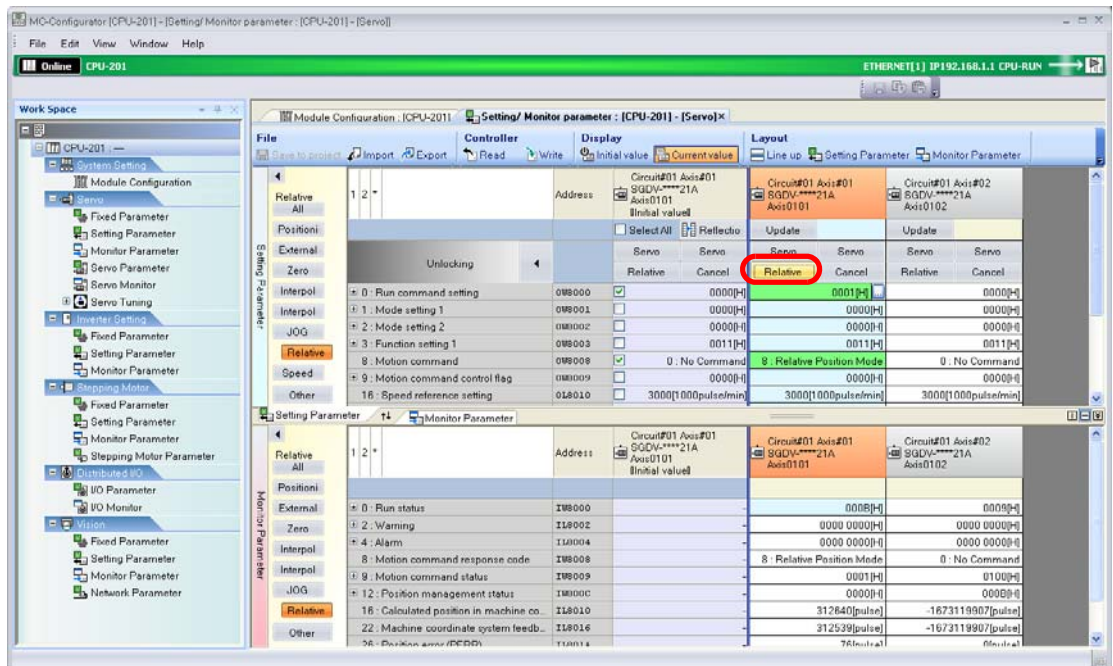 MC-Configurator [CPU-201] - [Setting/ Monitor parameter : [CPU-201] - [Servo]]
File Edit View Window Help
Online CPU-201 ETHERNET[1] IP192.168.1.1 CPU-RUN
Work Space
CPU-201 : ---
System Setting
Module Configuration
Servo
Fixed Parameter
Setting Parameter
Monitor Parameter
Servo Parameter
Servo Monitor
Servo Tuning
Inverter Setting
Fixed Parameter
Setting Parameter
Monitor Parameter
Stepping Motor
Fixed Parameter
Setting Parameter
Monitor Parameter
Stepping Motor Parameter
Distributed I/O
I/O Parameter
I/O Monitor
Vision
Fixed Parameter
Setting Parameter
Monitor Parameter
Network Parameter
Module Configuration : [CPU-201] Setting/ Monitor parameter : [CPU-201] - [Servo]
File Controller Display Layout
Save to project Import Export Read Write Initial value Current value Line up Setting Parameter Monitor Parameter
Setting Parameter
Relative
All
Positioni
External
Zero
Interpol
Interpol
JOG
Relative
Speed
Other
1 2 * Address
Circuit#01 Axis#01
SGDV-****21A
Axis0101
[Initial value]
Circuit#01 Axis#01
SGDV-****21A
Axis0101
Circuit#01 Axis#02
SGDV-****21A
Axis0102
Select All Reflectio Update Update
Unlocking Servo Servo Servo Servo Servo Servo
Relative Cancel Relative Cancel Relative Cancel
0 : Run command setting OW8000 0000[H] 0001[H] 0000[H]
1 : Mode setting 1 OW8001 0000[H] 0000[H] 0000[H]
2 : Mode setting 2 OW8002 0000[H] 0000[H] 0000[H]
3 : Function setting 1 OW8003 0011[H] 0011[H] 0011[H]
8 : Motion command OW8008 0 : No Command 8 : Relative Position Mode 0 : No Command
9 : Motion command control flag OW8009 0000[H] 0000[H] 0000[H]
16 : Speed reference setting OL8010 3000[1000pulse/min] 3000[1000pulse/min] 3000[1000pulse/min]
Setting Parameter Monitor Parameter
Monitor Parameter
Relative
All
Positioni
External
Zero
Interpol
Interpol
JOG
Relative
Other
1 2 * Address
Circuit#01 Axis#01
SGDV-****21A
Axis0101
[Initial value]
Circuit#01 Axis#01
SGDV-****21A
Axis0101
Circuit#01 Axis#02
SGDV-****21A
Axis0102
0 : Run status IW8000 - 000B[H] 0009[H]
2 : Warning IL8002 - 0000 0000[H] 0000 0000[H]
4 : Alarm IL8004 - 0000 0000[H] 0000 0000[H]
8 : Motion command response code IW8008 - 8 : Relative Position Mode 0 : No Command
9 : Motion command status IW8009 - 0001[H] 0100[H]
12 : Position management status IW800C - 0000[H] 000B[H]
16 : Calculated position in machine co... IL8010 - 312640[pulse] -1673119907[pulse]
22 : Machine coordinate system feedb... IL8016 - 312539[pulse] -1673119907[pulse]
26 : Position error (PERR) 76[pulse] 0[pulse]